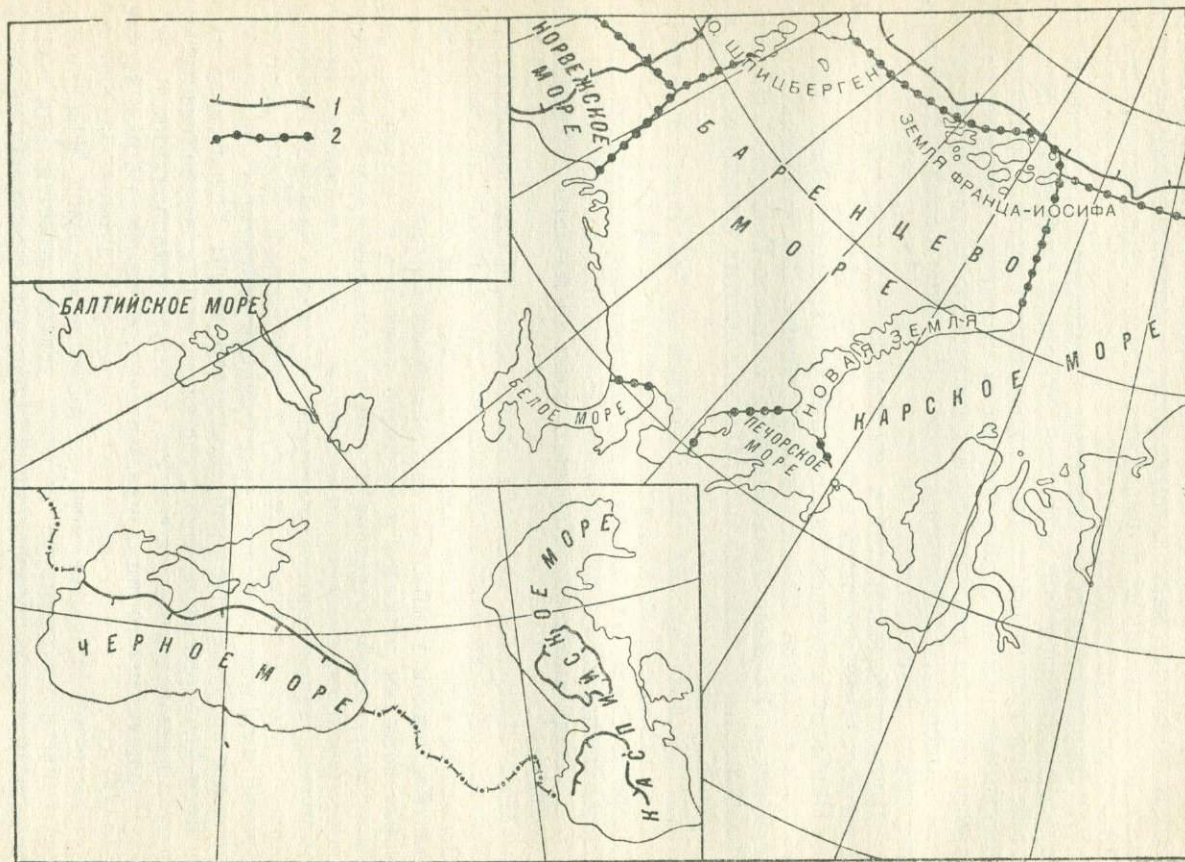 1
2
НОРВЕЖСКОЕ
МОРЕ
О. ШПИЦБЕРГЕН
ЗЕМЛЯ ФРАНЦА-ИОСИФА
БАРЕНЦЕВО
МОРЕ
НОВАЯ ЗЕМЛЯ
КАРСКОЕ МОРЕ
ПЕЧОРСКОЕ
МОРЕ
БЕЛОЕ МОРЕ
БАЛТИЙСКОЕ МОРЕ
ЧЕРНОЕ МОРЕ
КАСПИЙСКОЕ МОРЕ